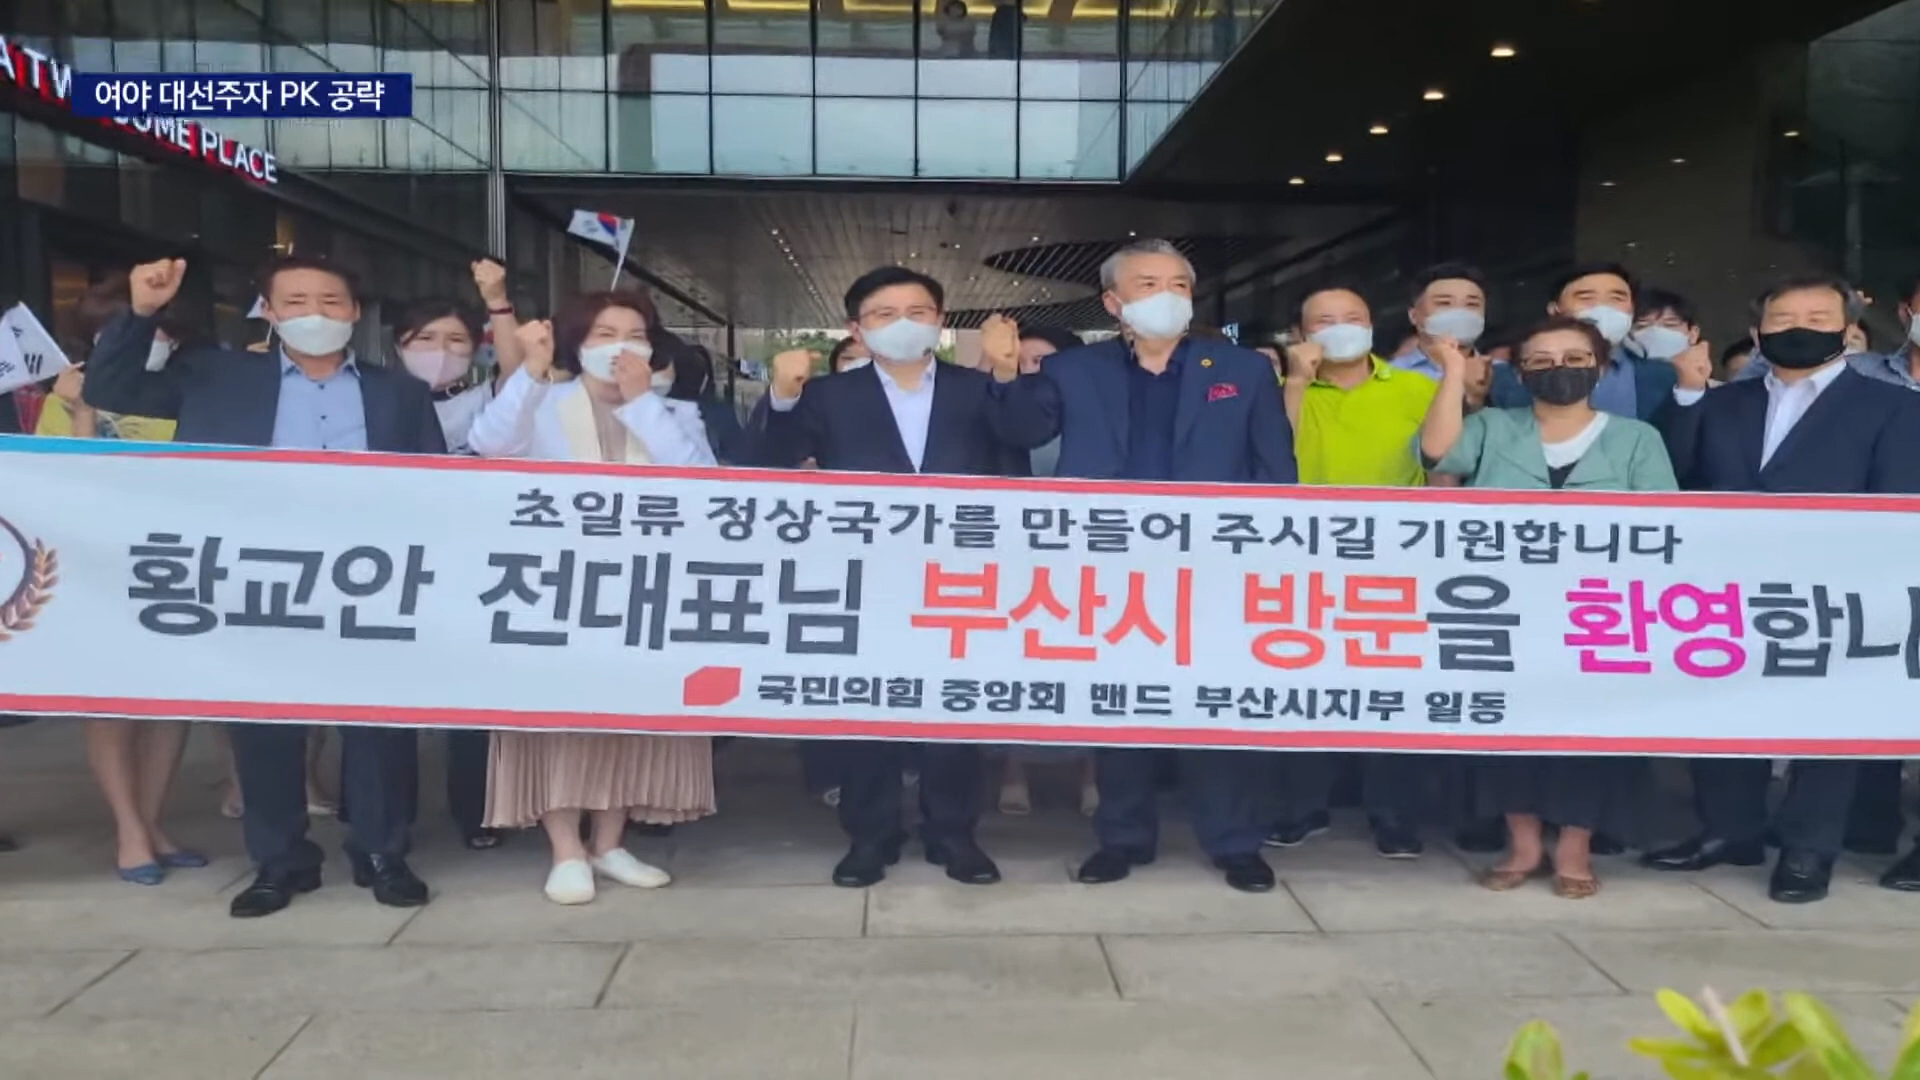 여야 대선주자 PK 공략
OME PLACE
초일류 정상국가를 만들어 주시길 기원합니다
황교안 전대표님 부산시 방문을 환영합니
국민의힘 중앙회 밴드 부산시지부 일동